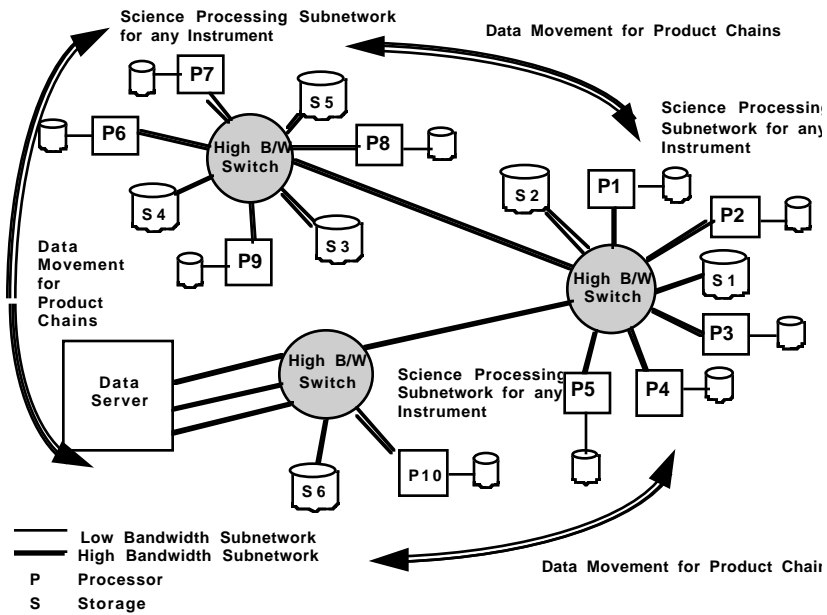 Science Processing Subnetwork
for any Instrument
Data Movement for Product Chains
P7
S 5
Science Processing
Subnetwork for any
Instrument
P6
High B/W
Switch
P8
S 2
P1
P2
S 4
S 3
P9
Data
Movement
for
Product
Chains
High B/W
Switch
S 1
P3
High B/W
Switch
Data
Server
Science Processing
Subnetwork for any
Instrument
P5
P4
S 6
P10
Low Bandwidth Subnetwork
High Bandwidth Subnetwork
P Processor
S Storage
Data Movement for Product Chain